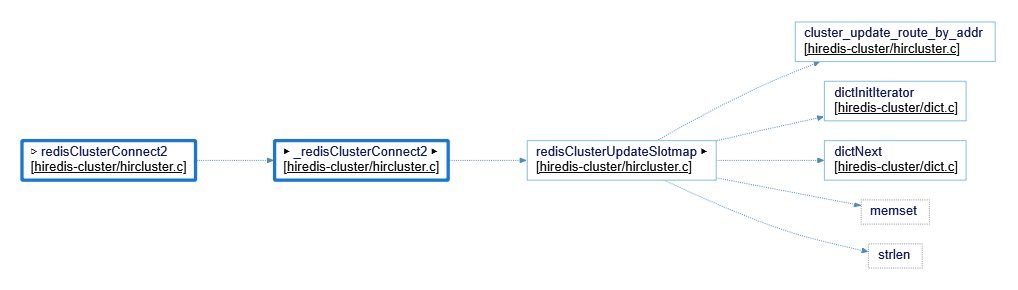 redisClusterConnect2
[hiredis-cluster/hircluster.c]
_redisClusterConnect2
[hiredis-cluster/hircluster.c]
redisClusterUpdateSlotmap
[hiredis-cluster/hircluster.c]
cluster_update_route_by_addr
[hiredis-cluster/hircluster.c]
dictInitIterator
[hiredis-cluster/dict.c]
dictNext
[hiredis-cluster/dict.c]
memset
strlen